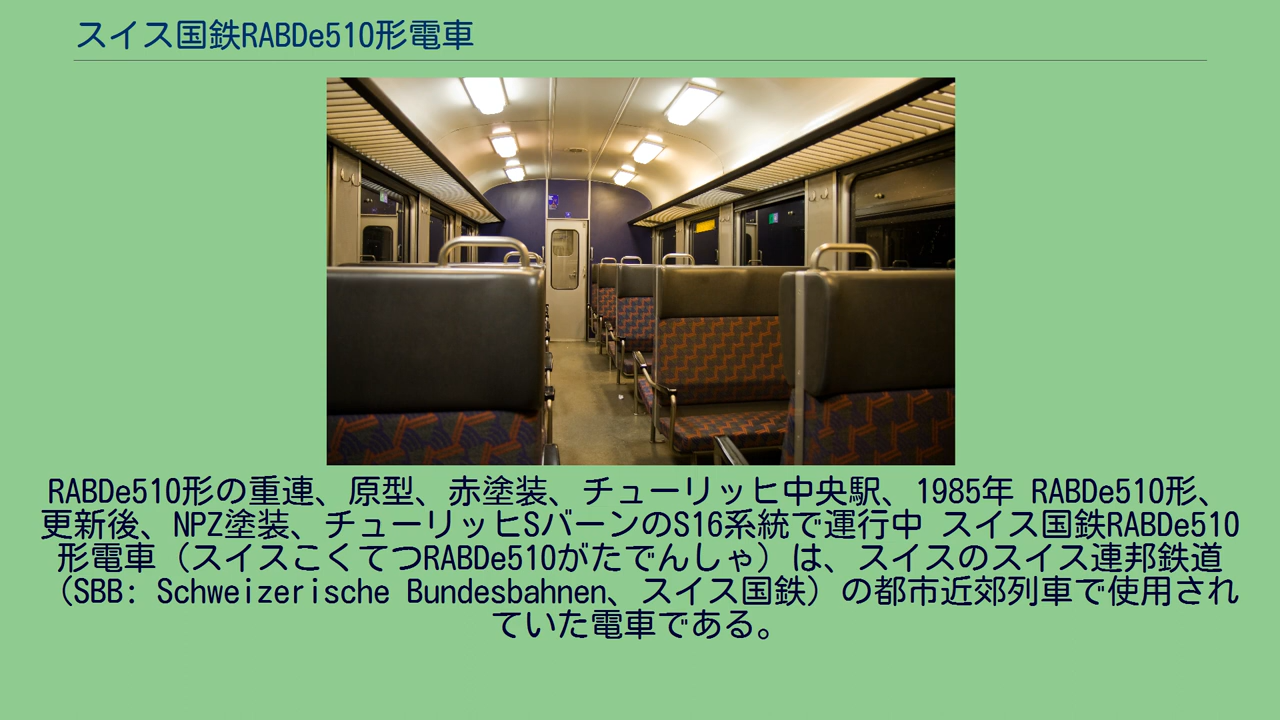 スイス国鉄RABDe510形電車
RABDe510形の重連、原型、赤塗装、チューリッヒ中央駅、1985年 RABDe510形、
更新後、NPZ塗装、チューリッヒSバーンのS16系統で運行中 スイス国鉄RABDe510
形電車（スイスこくてつRABDe510がたでんしゃ）は、スイスのスイス連邦鉄道
（SBB: Schweizerische Bundesbahnen、スイス国鉄）の都市近郊列車で使用され
ていた電車である。